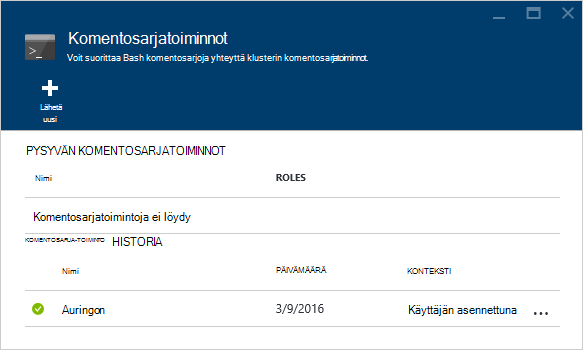 Komentosarjatoiminnot
Voit suorittaa Bash komentosarjoja yhteyttä klusterin komentosarjatoiminnot.
Lähetä
uusi
PYSYVÄN KOMENTOSARJATOIMINNOT
Nimi ROLES
Komentosarjatoimintoja ei löydy
KOMENTOSARJA-TOIMINTO HISTORIA
Nimi PÄIVÄMÄÄRÄ KONTEKSTI
Auringon 3/9/2016 Käyttäjän asennettuna ...